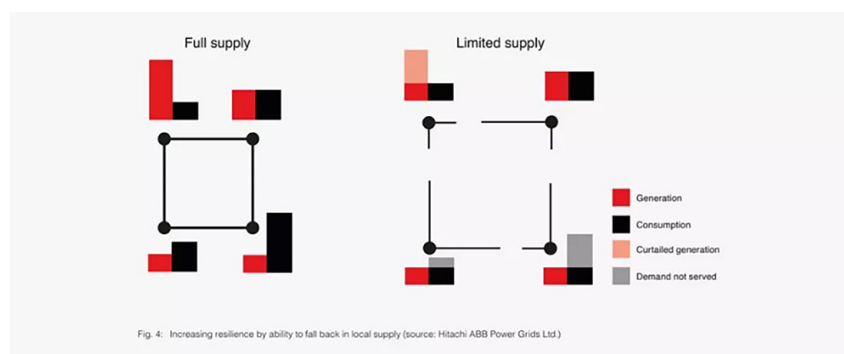 Full supply
Limited supply
Generation
Consumption
Curtailed generation
Demand not served
Fig. 4: Increasing resilience by ability to fall back in local supply (source: Hitachi ABB Power Grids Ltd.)